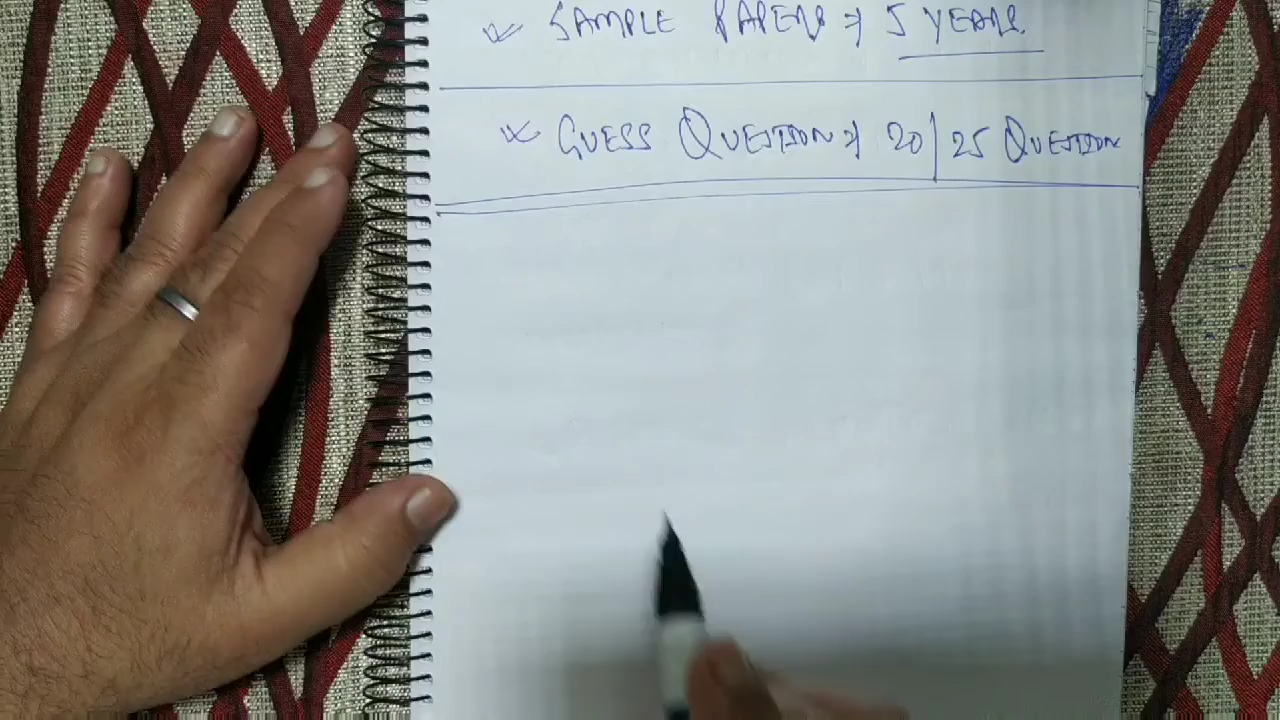 SAMPLE PAPERS → 5 YEARS.
GUESS QUESTION → 20 | 25 QUESTION